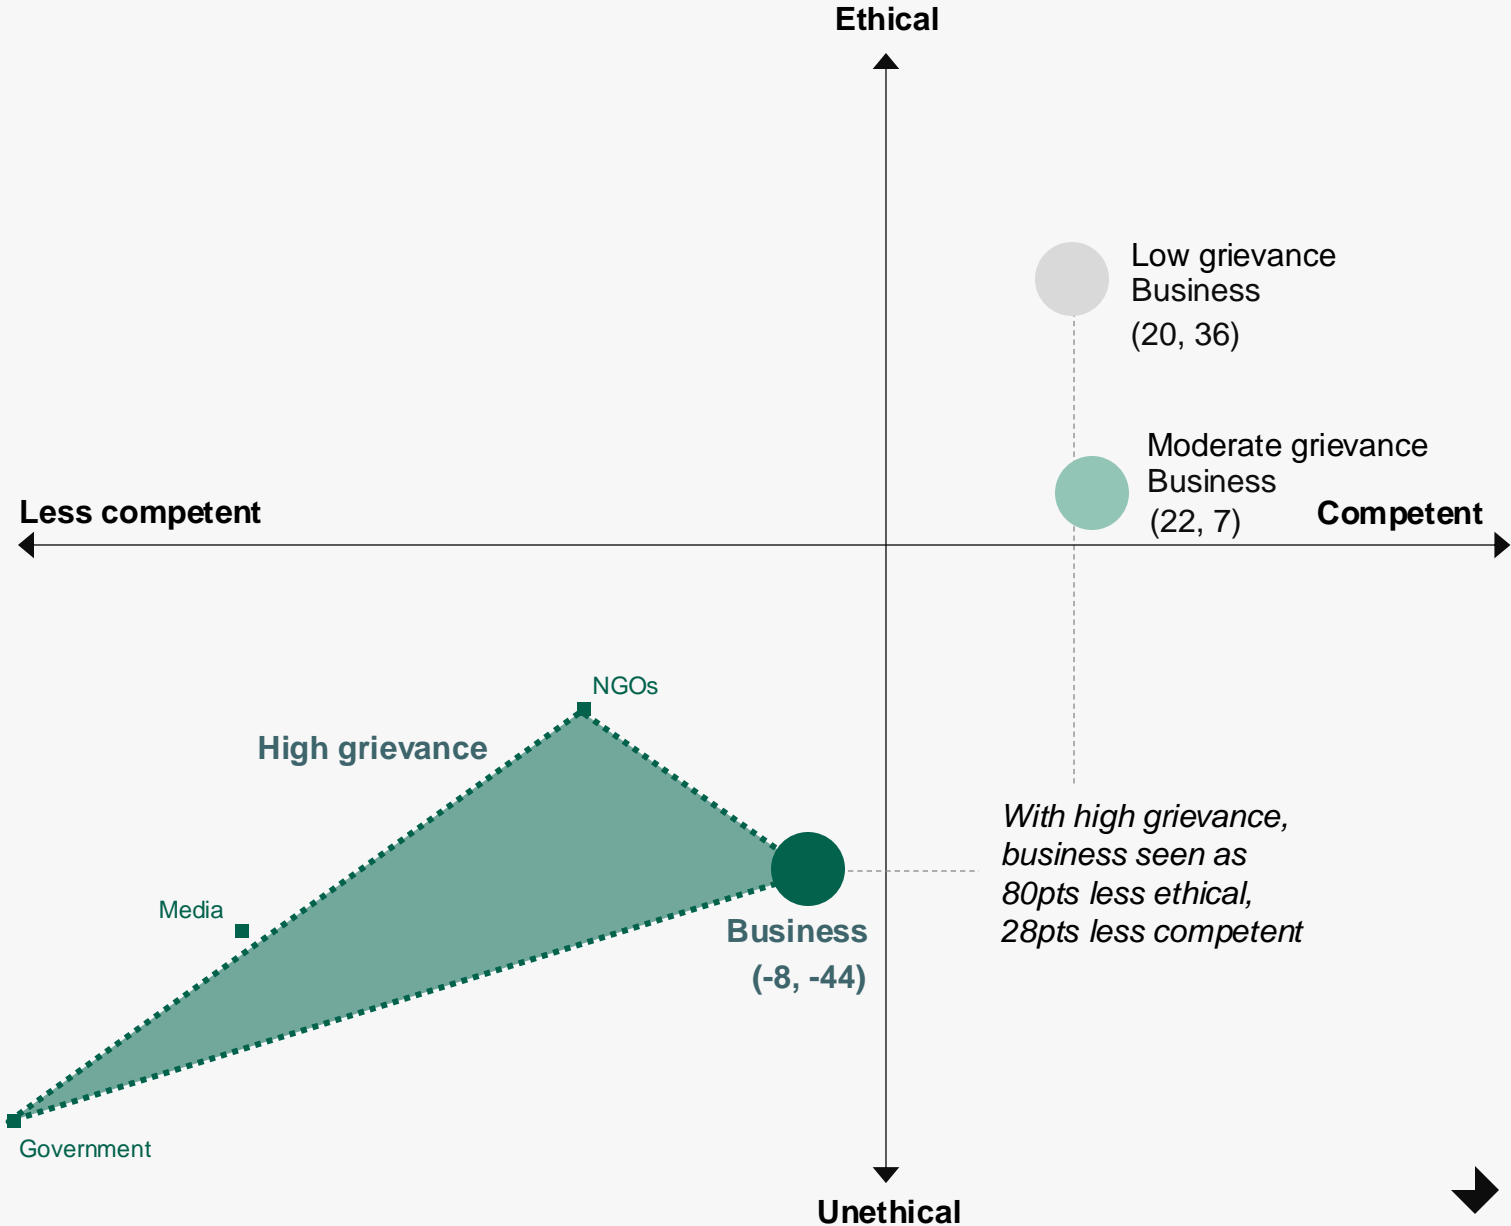 Ethical
Low grievance
Business
(20, 36)
Moderate grievance
Business
(22, 7)
Less competent
Competent
NGOs
High grievance
With high grievance,
business seen as
80pts less ethical,
28pts less competent
Media
Business
(-8, -44)
Government
Unethical